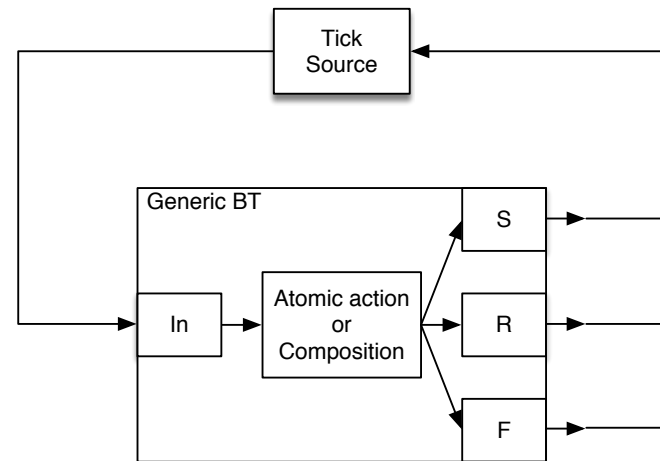 Tick
Source
Generic BT
S
In
Atomic action
or
Composition
R
F